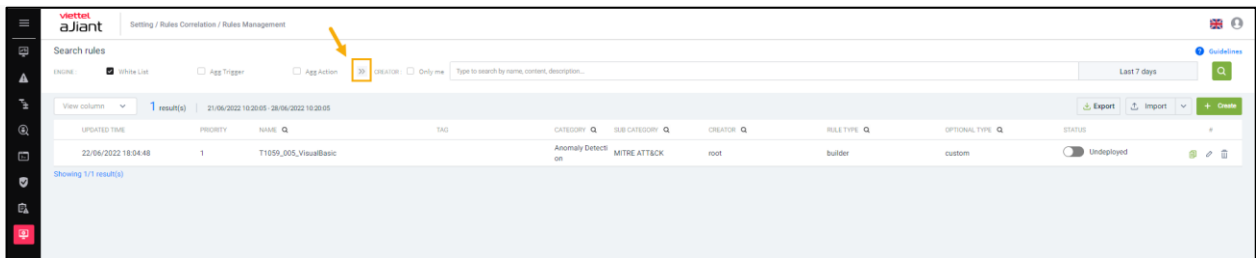 viettel
aJiant
Setting / Rules Correlation / Rules Management
Search rules
Guidelines
ENGINE:
White List
Agg Trigger
Agg Action
CREATOR:
Only me
Type to search by name, content, description...
Last 7 days
View column
1 result(s)
21/06/2022 10:20:05 - 28/06/2022 10:20:05
Export
Import
+ Create
UPDATED TIME PRIORITY NAME TAG CATEGORY SUB CATEGORY CREATOR RULE TYPE OPTIONAL TYPE STATUS #
22/06/2022 18:04:48 1 T1059_005_VisualBasic Anomaly Detecti
on MITRE ATT&CK root builder custom Undeployed
Showing 1/1 result(s)